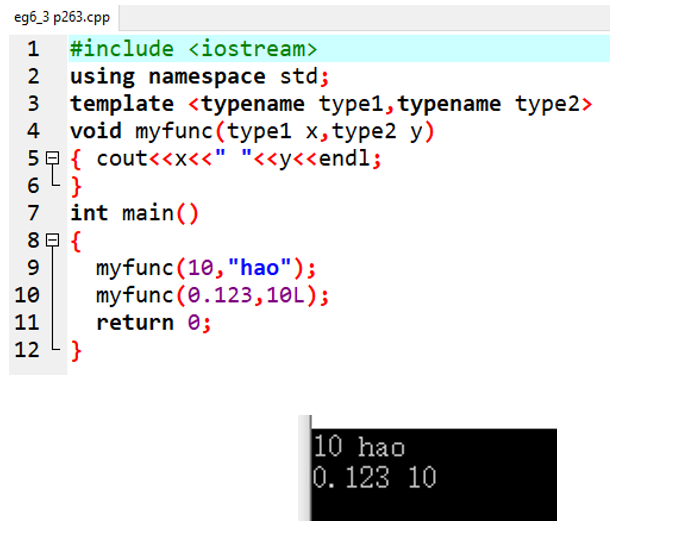 eg6_3 p263.cpp
1 #include <iostream>
2 using namespace std;
3 template <typename type1,typename type2>
4 void myfunc(type1 x,type2 y)
5 { cout<<x<<" "<<y<<endl;
6 }
7 int main()
8 {
9 myfunc(10,"hao");
10 myfunc(0.123,10L);
11 return 0;
12 }
10 hao
0.123 10